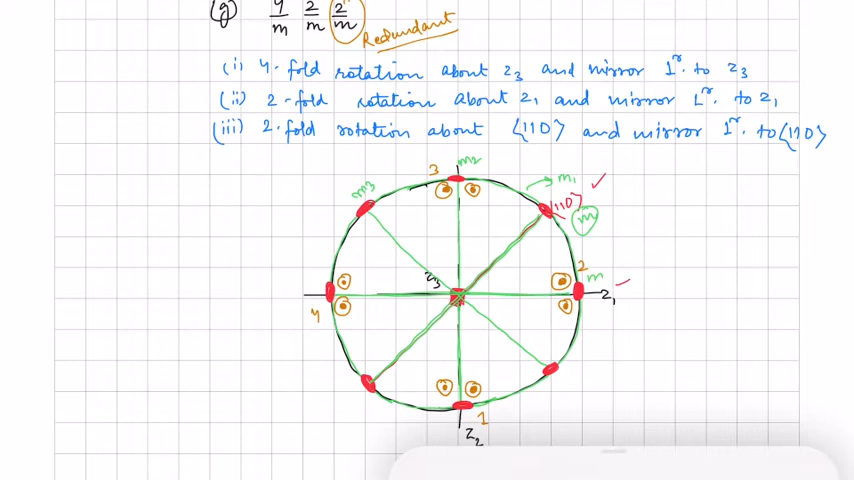 (g) 4/m 2/m 2/m
Redundant
(i) 4-fold rotation about Z3 and mirror ⊥r. to Z3
(ii) 2-fold rotation about Z1 and mirror ⊥r. to Z1
(iii) 2-fold rotation about ⟨110⟩ and mirror ⊥r. to ⟨110⟩
m2
3
m1
m3
⟨110⟩
m
Z3
2
m
Z1
4
1
Z2